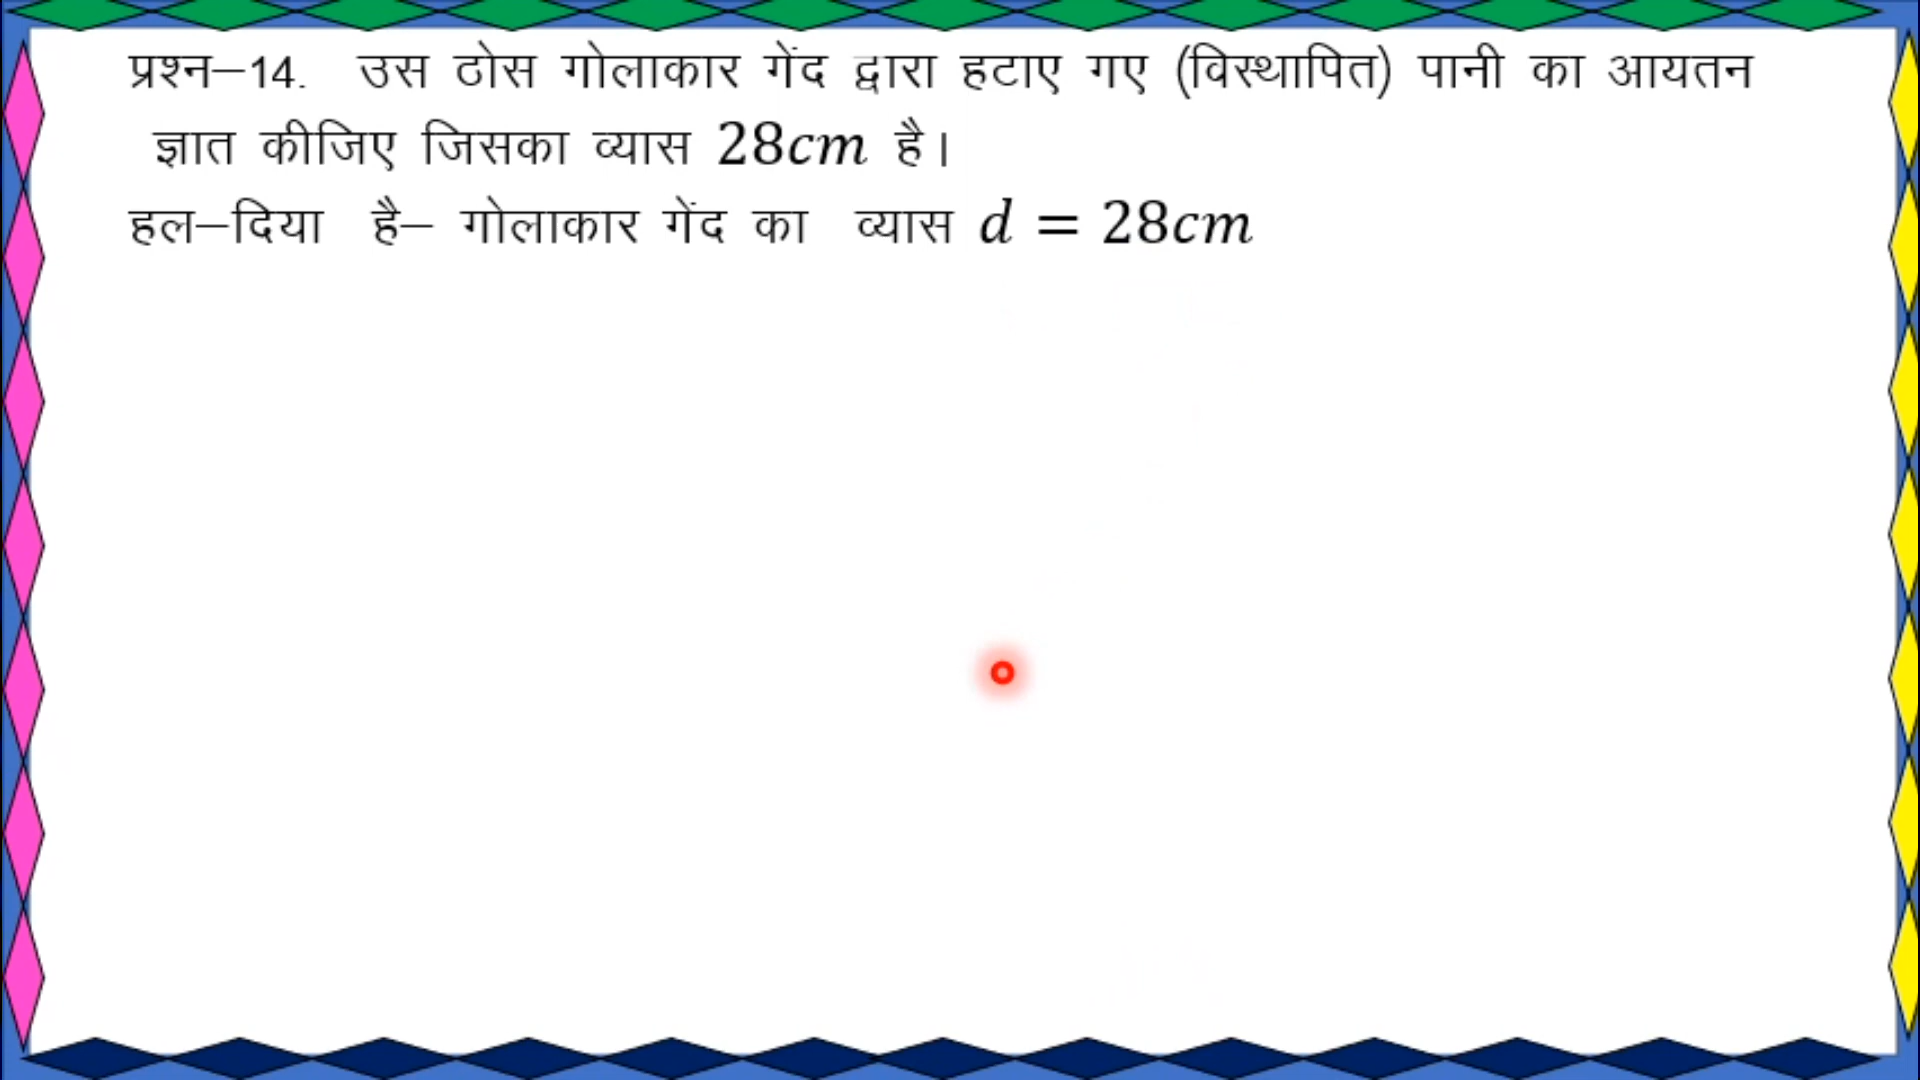 प्रश्न–14. उस ठोस गोलाकार गेंद द्वारा हटाए गए (विस्थापित) पानी का आयतन
ज्ञात कीजिए जिसका व्यास 28cm है।
हल–दिया है– गोलाकार गेंद का व्यास d = 28cm